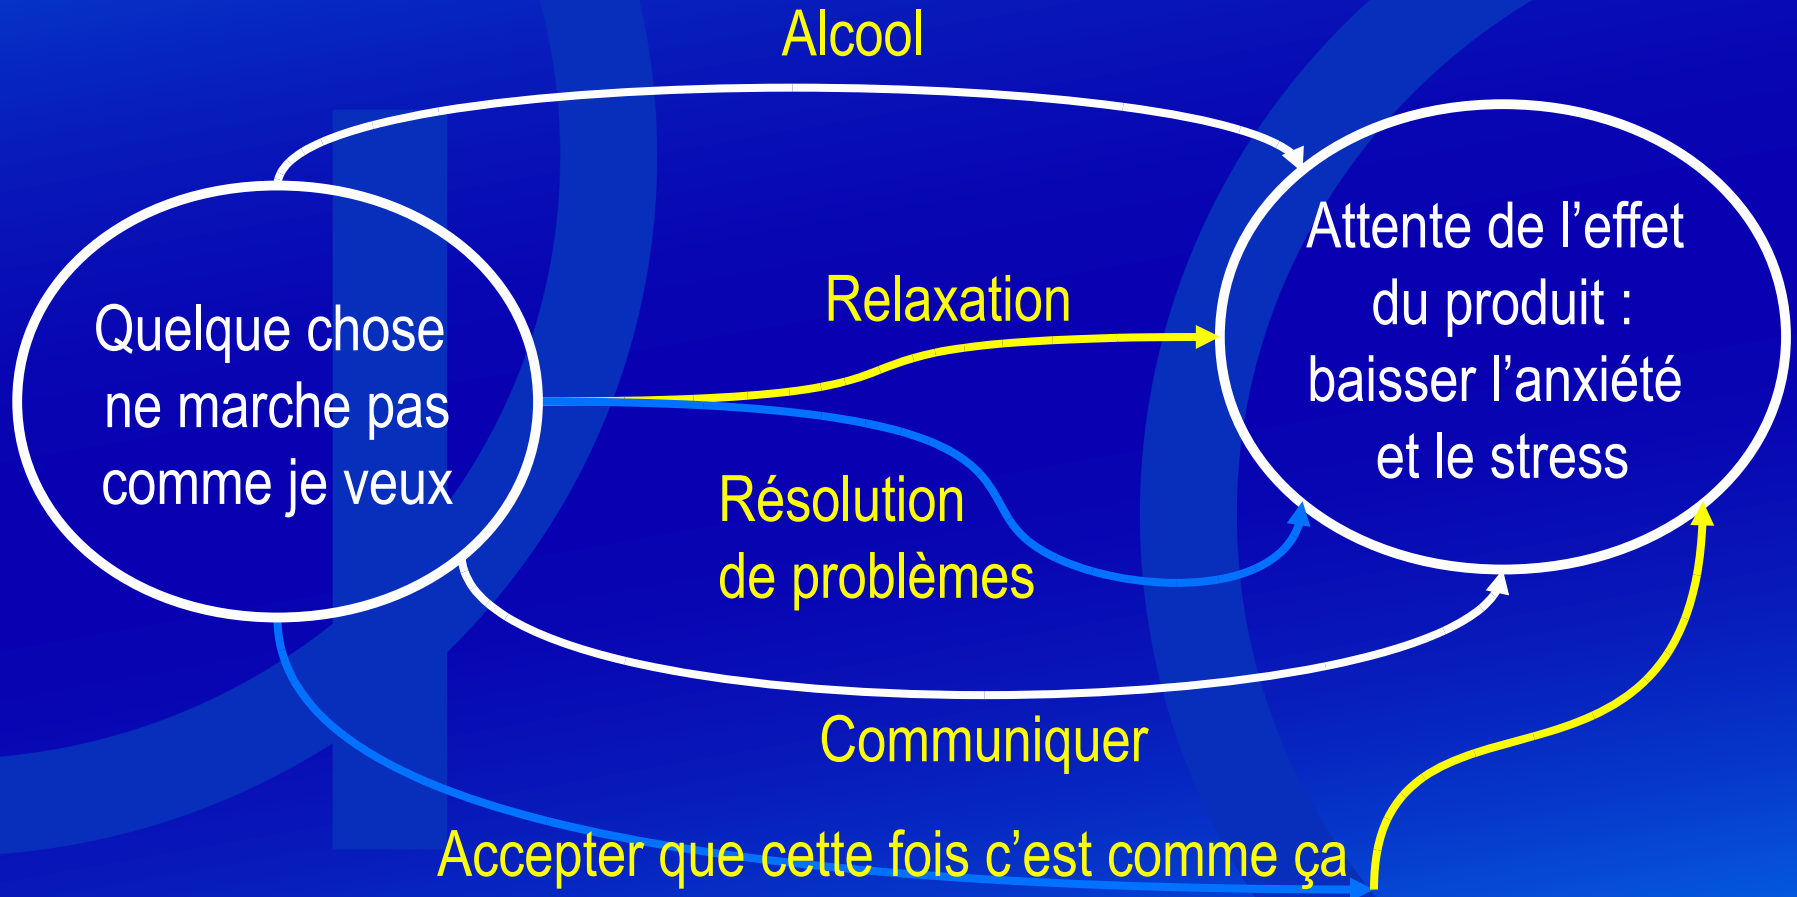 Alcool
Quelque chose
ne marche pas
comme je veux
Relaxation
Résolution
de problèmes
Communiquer
Accepter que cette fois c’est comme ça
Attente de l’effet
du produit :
baisser l’anxiété
et le stress